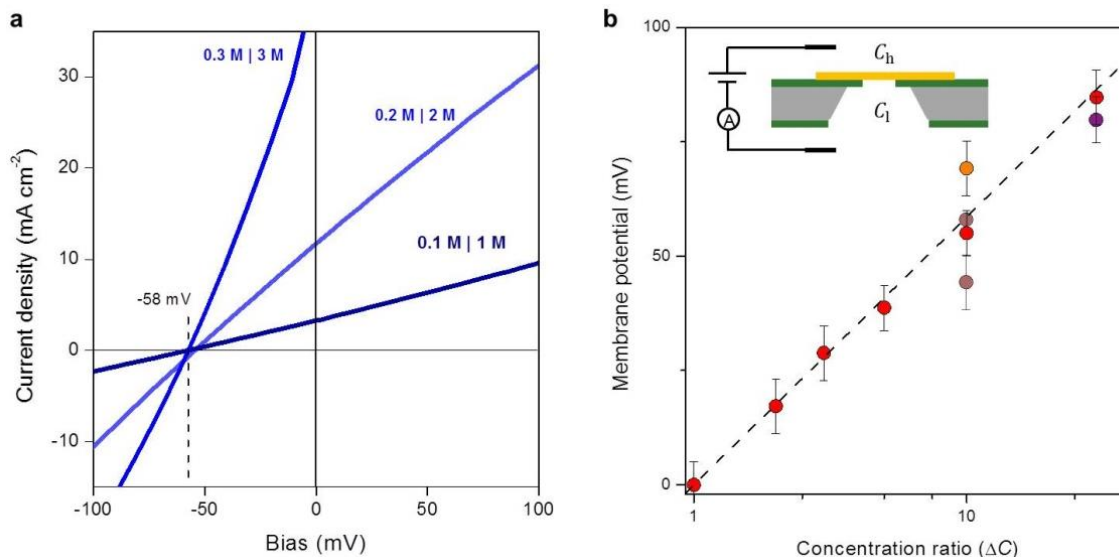 a
0.3 M | 3 M
0.2 M | 2 M
0.1 M | 1 M
-58 mV
30
20
10
0
-10
-100
-50
0
50
100
Current density (mA cm-2)
Bias (mV)
b
100
50
0
1
10
Membrane potential (mV)
Concentration ratio (ΔC)
Ch
Cl
A